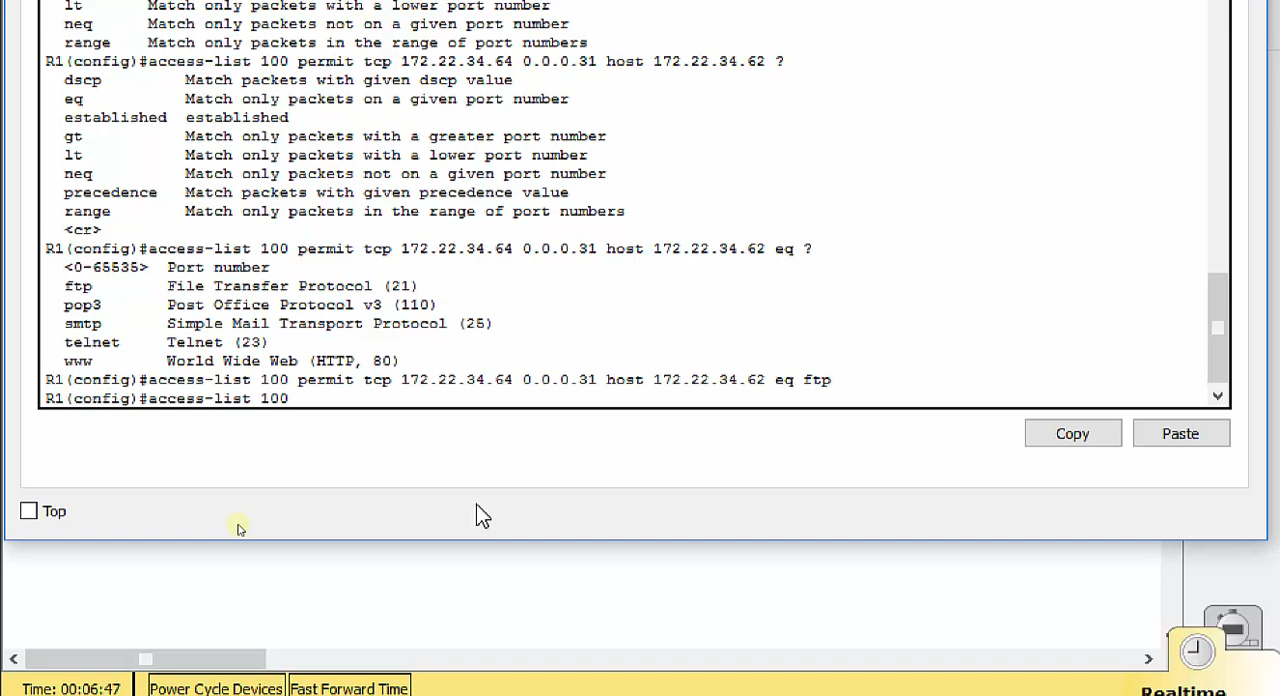 lt Match only packets with a lower port number
neq Match only packets not on a given port number
range Match only packets in the range of port numbers
R1(config)#access-list 100 permit tcp 172.22.34.64 0.0.0.31 host 172.22.34.62 ?
dscp Match packets with given dscp value
eq Match only packets on a given port number
established established
gt Match only packets with a greater port number
lt Match only packets with a lower port number
neq Match only packets not on a given port number
precedence Match packets with given precedence value
range Match only packets in the range of port numbers
<cr>
R1(config)#access-list 100 permit tcp 172.22.34.64 0.0.0.31 host 172.22.34.62 eq ?
<0-65535> Port number
ftp File Transfer Protocol (21)
pop3 Post Office Protocol v3 (110)
smtp Simple Mail Transport Protocol (25)
telnet Telnet (23)
www World Wide Web (HTTP, 80)
R1(config)#access-list 100 permit tcp 172.22.34.64 0.0.0.31 host 172.22.34.62 eq ftp
R1(config)#access-list 100
Copy Paste
Top
Time: 00:06:47 Power Cycle Devices Fast Forward Time
Realtime